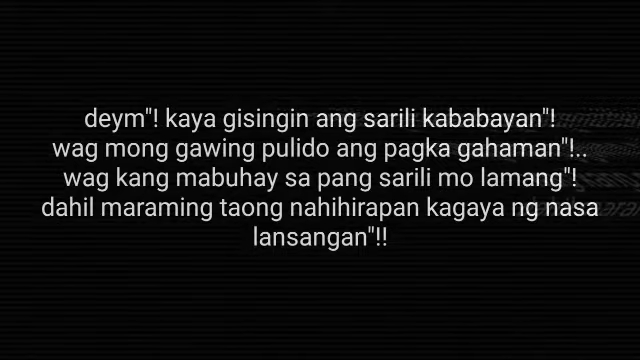 deym"! kaya gisingin ang sarili kababayan"!
wag mong gawing pulido ang pagka gahaman"!..
wag kang mabuhay sa pang sarili mo lamang"!
dahil maraming taong nahihirapan kagaya ng nasa
lansangan"!!